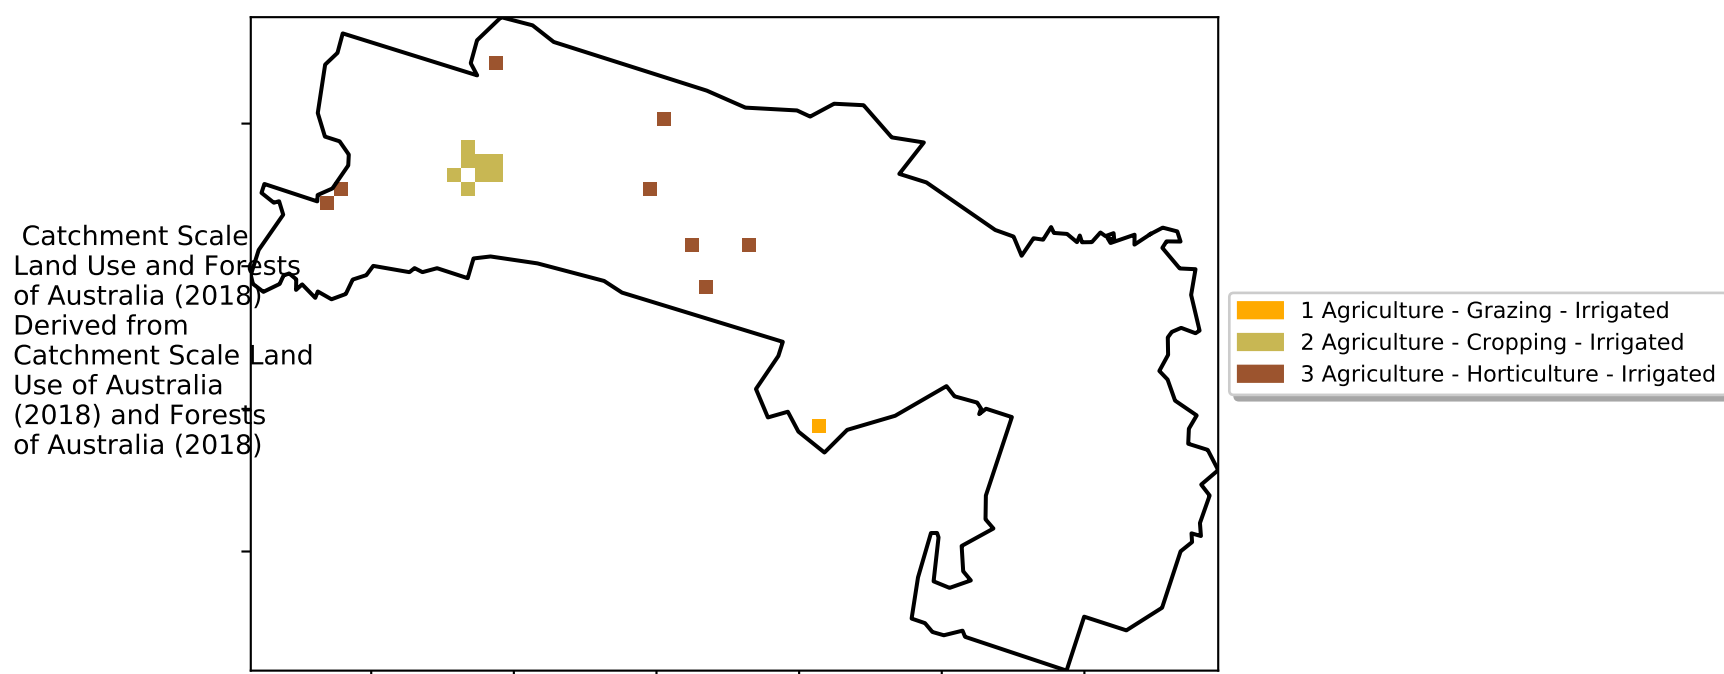 Catchment Scale
Land Use and Forests
of Australia (2018)
Derived from
Catchment Scale Land
Use of Australia
(2018) and Forests
of Australia (2018)
1 Agriculture - Grazing - Irrigated
2 Agriculture - Cropping - Irrigated
3 Agriculture - Horticulture - Irrigated